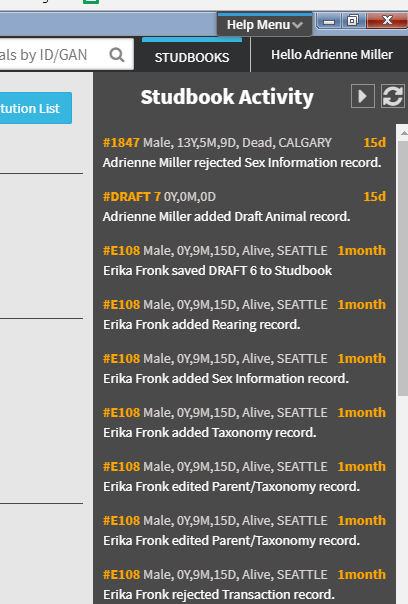 Help Menu
als by ID/GAN
STUDBOOKS
Hello Adrienne Miller
tution List
Studbook Activity
#1847 Male, 13Y,5M,9D, Dead, CALGARY 15d
Adrienne Miller rejected Sex Information record.
#DRAFT 7 0Y,0M,0D 15d
Adrienne Miller added Draft Animal record.
#E108 Male, 0Y,9M,15D, Alive, SEATTLE 1month
Erika Fronk saved DRAFT 6 to Studbook
#E108 Male, 0Y,9M,15D, Alive, SEATTLE 1month
Erika Fronk added Rearing record.
#E108 Male, 0Y,9M,15D, Alive, SEATTLE 1month
Erika Fronk added Sex Information record.
#E108 Male, 0Y,9M,15D, Alive, SEATTLE 1month
Erika Fronk added Taxonomy record.
#E108 Male, 0Y,9M,15D, Alive, SEATTLE 1month
Erika Fronk edited Parent/Taxonomy record.
#E108 Male, 0Y,9M,15D, Alive, SEATTLE 1month
Erika Fronk edited Parent/Taxonomy record.
#E108 Male, 0Y,9M,15D, Alive, SEATTLE 1month
Erika Fronk rejected Transaction record.